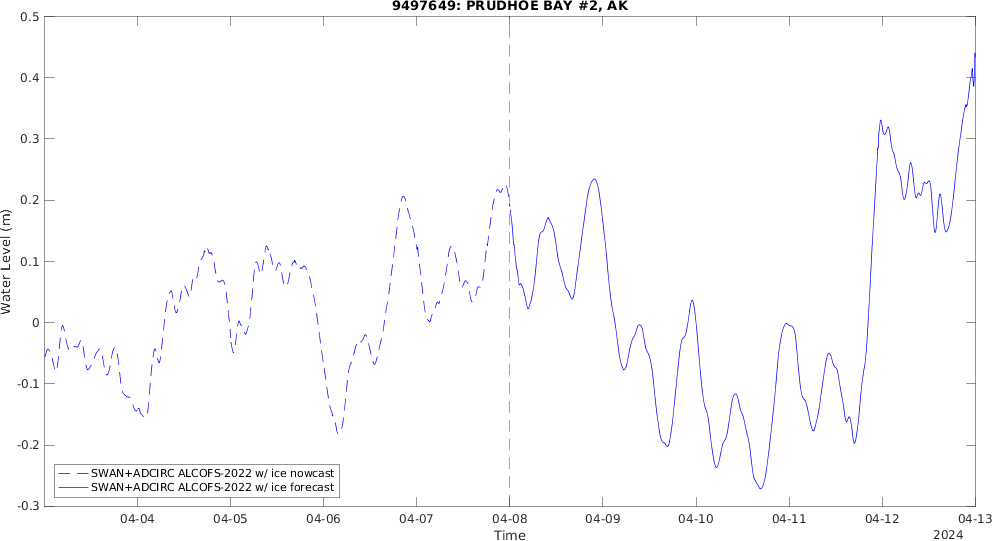 9497649: PRUDHOE BAY #2, AK
0.5
0.4
0.3
0.2
0.1
0
-0.1
-0.2
-0.3
Water Level (m)
SWAN+ADCIRC ALCOFS-2022 w/ ice nowcast
SWAN+ADCIRC ALCOFS-2022 w/ ice forecast
04-04 04-05 04-06 04-07 04-08 04-09 04-10 04-11 04-12 04-13
Time
2024